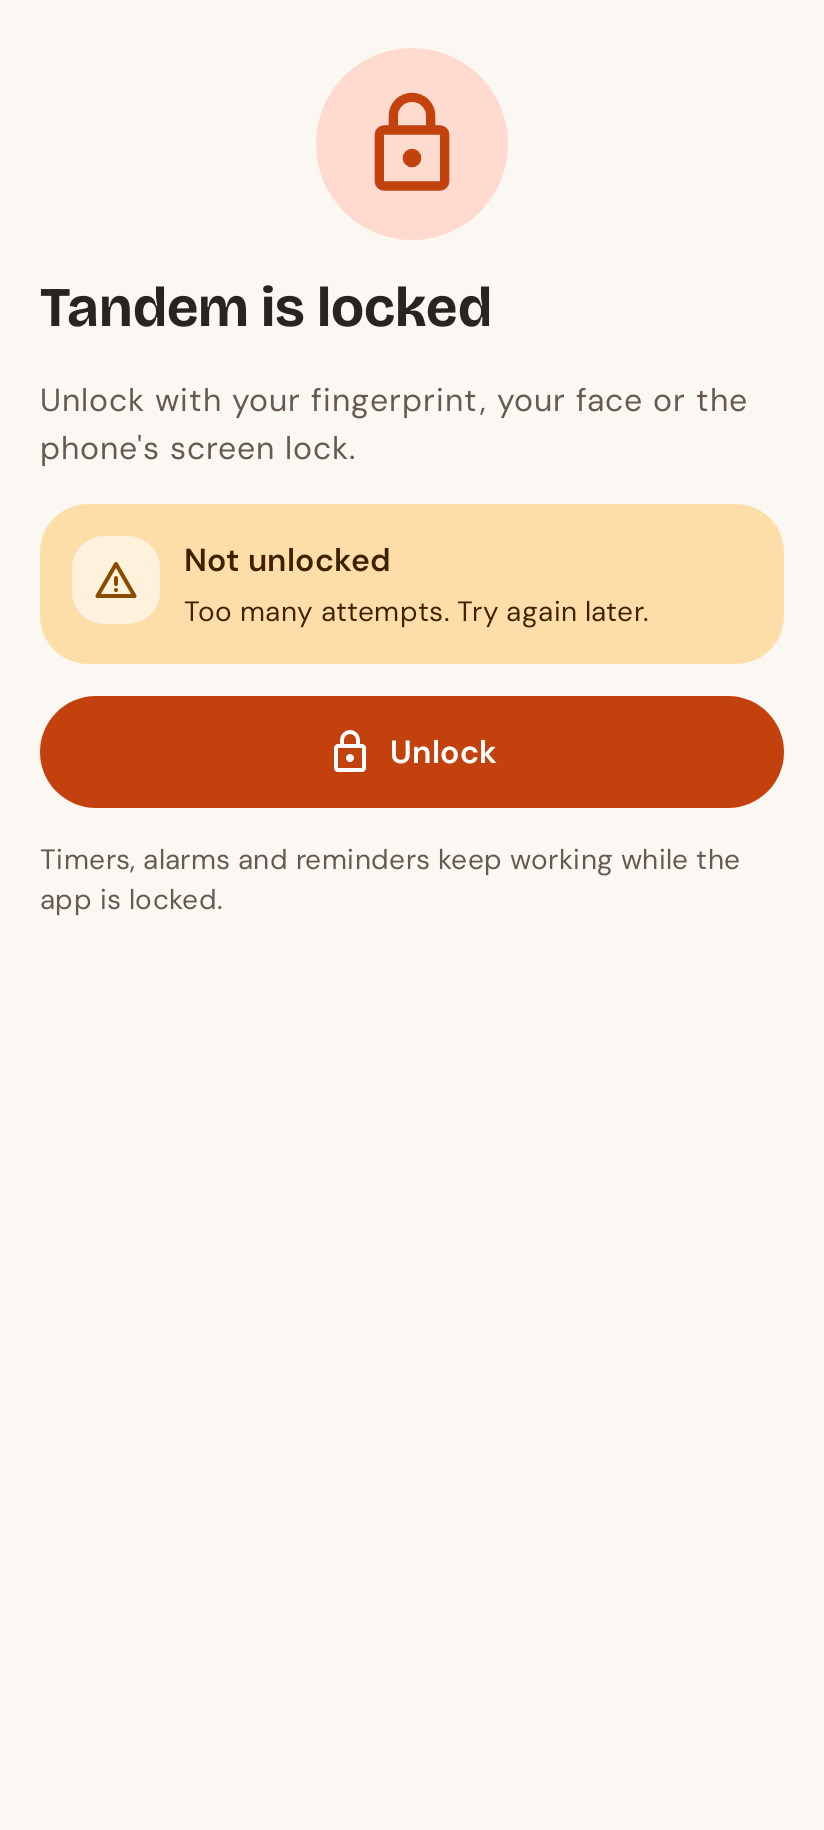 Tandem is locked
Unlock with your fingerprint, your face or the
phone's screen lock.
Not unlocked
Too many attempts. Try again later.
Unlock
Timers, alarms and reminders keep working while the
app is locked.